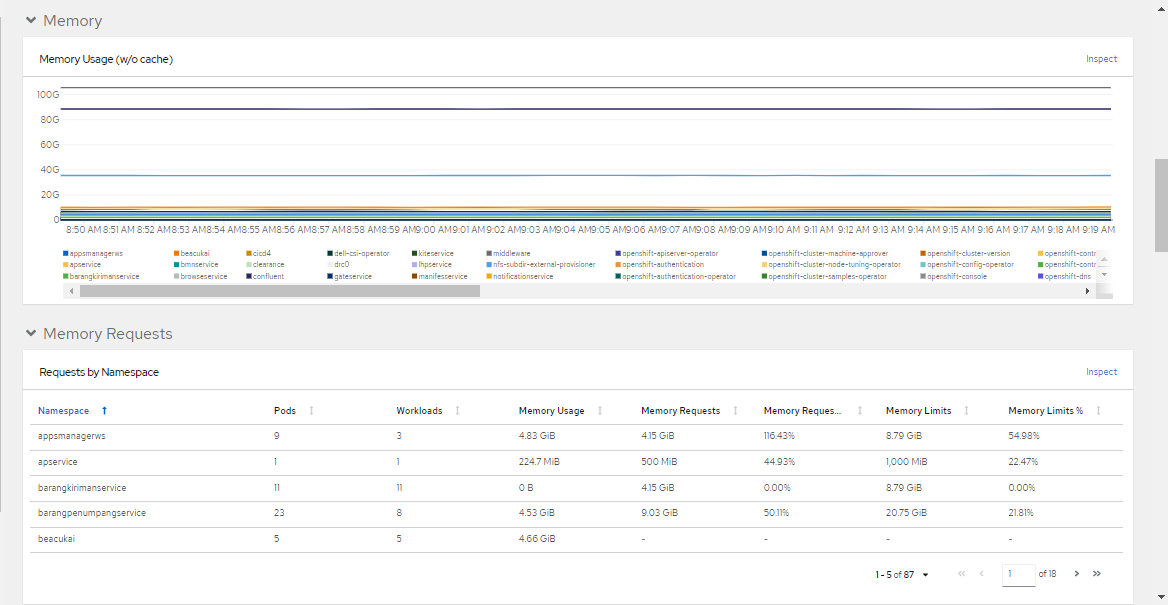 Memory
Memory Usage (w/o cache) Inspect
100G
80G
60G
40G
20G
0
8:50 AM 8:51 AM 8:52 AM 8:53 AM 8:54 AM 8:55 AM 8:56 AM 8:57 AM 8:58 AM 8:59 AM 9:00 AM 9:01 AM 9:02 AM 9:03 AM 9:04 AM 9:05 AM 9:06 AM 9:07 AM 9:08 AM 9:09 AM 9:10 AM 9:11 AM 9:12 AM 9:13 AM 9:14 AM 9:15 AM 9:16 AM 9:17 AM 9:18 AM 9:19 AM
appsmanagerws beacukai cicd4 dell-csi-operator kiteservice middleware openshift-apiserver-operator openshift-cluster-machine-approver openshift-cluster-version openshift-contr
apservice bmnservice clearance drc0 lhpservice nfs-subdir-external-provisioner openshift-authentication openshift-cluster-node-tuning-operator openshift-config-operator openshift-contr
barangkirimanservice browseservice confluent gateservice manifesservice notificationservice openshift-authentication-operator openshift-cluster-samples-operator openshift-console openshift-dns
Memory Requests
Requests by Namespace Inspect
Namespace Pods Workloads Memory Usage Memory Requests Memory Reques... Memory Limits Memory Limits %
appsmanagerws 9 3 4.83 GiB 4.15 GiB 116.43% 8.79 GiB 54.98%
apservice 1 1 224.7 MiB 500 MiB 44.93% 1,000 MiB 22.47%
barangkirimanservice 11 11 0 B 4.15 GiB 0.00% 8.79 GiB 0.00%
barangpenumpangservice 23 8 4.53 GiB 9.03 GiB 50.11% 20.75 GiB 21.81%
beacukai 5 5 4.66 GiB - - - -
1 - 5 of 87 1 of 18